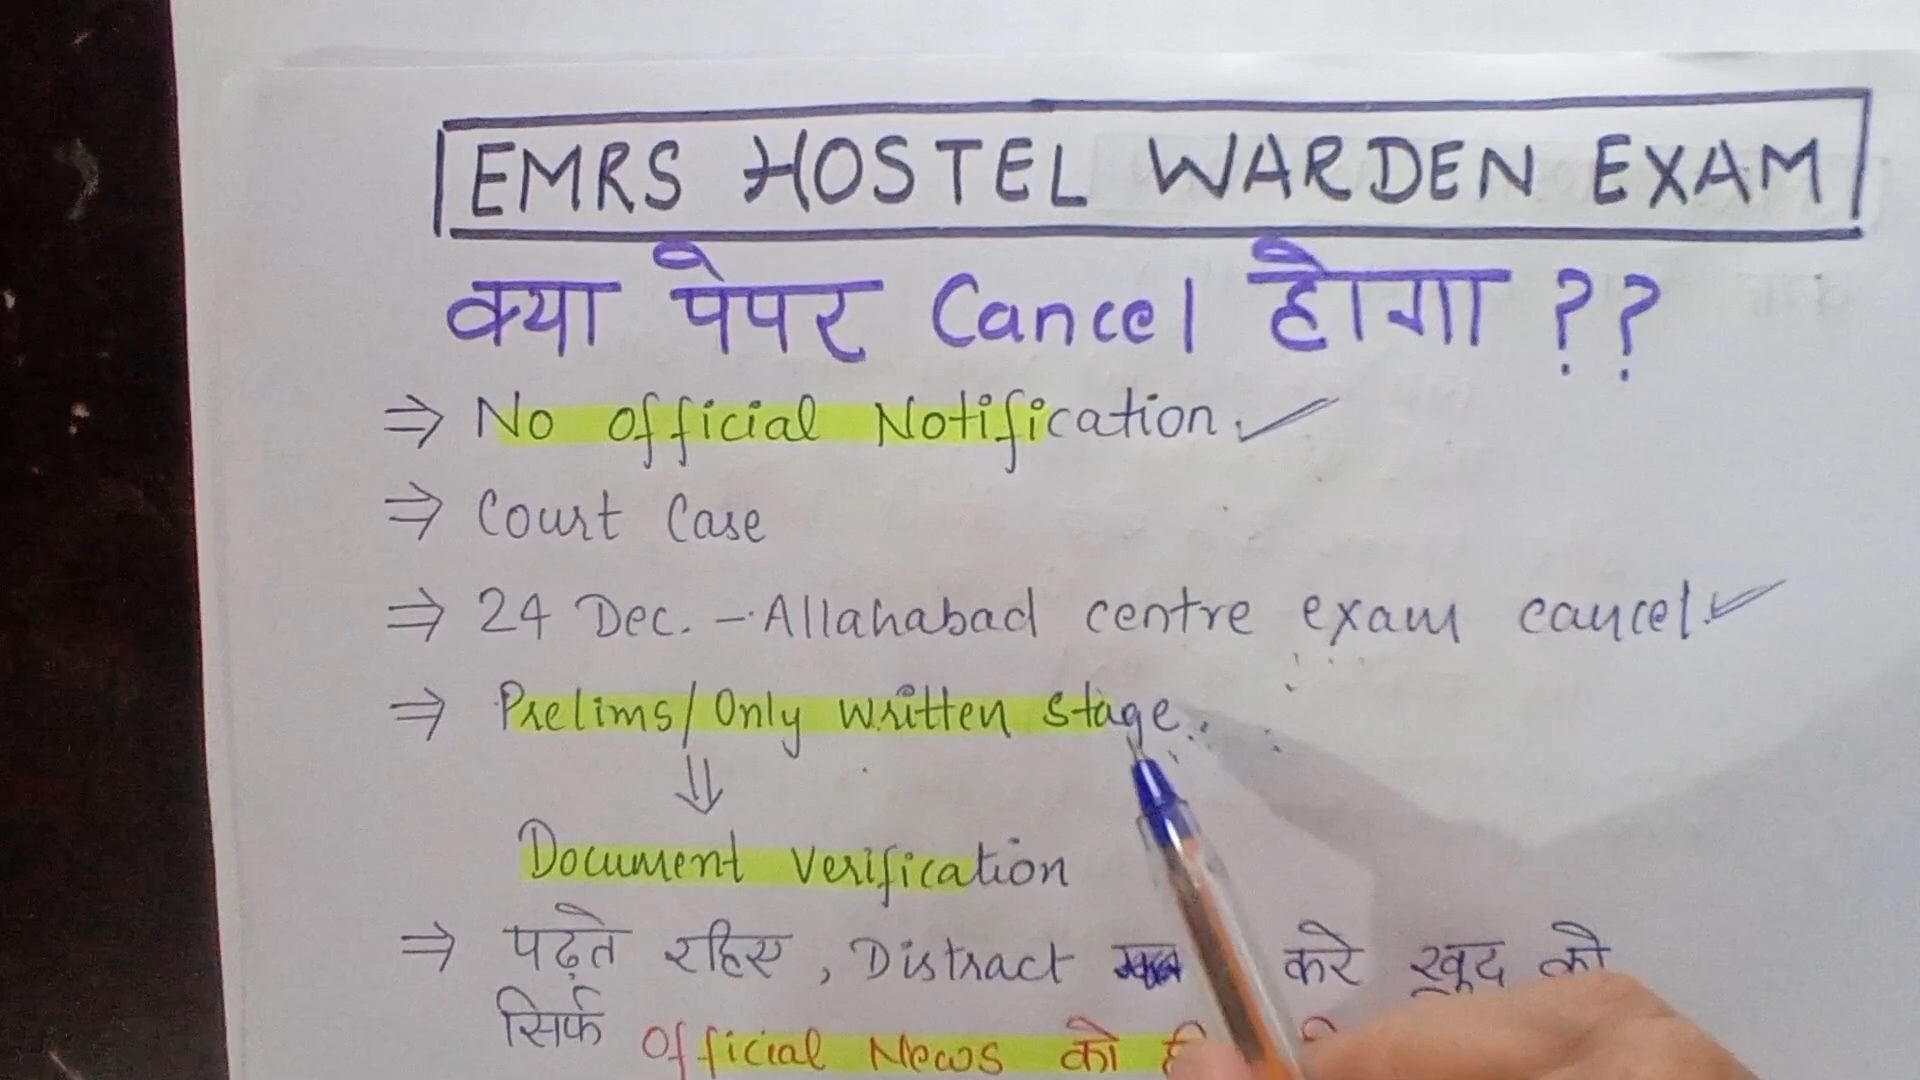 EMRS HOSTEL WARDEN EXAM
क्या पेपर Cancel होगा ??
⇒ No Official Notification
⇒ Court Case
⇒ 24 Dec. - Allahabad centre exam cancel.
⇒ Prelims/Only written stage.
⇓
Document verification
⇒ पढ़ते रहिए, Distract करे खुद को
सिर्फ Official News को